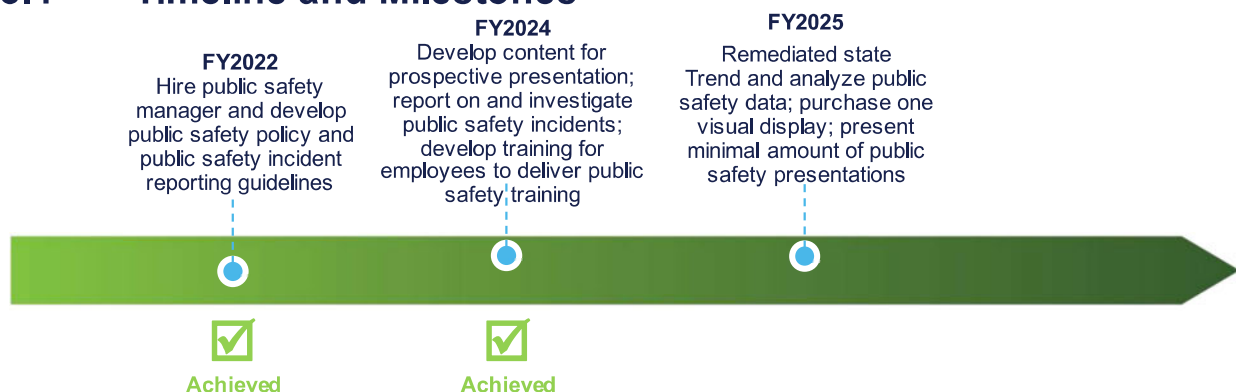 Timeline and Milestones
FY2022
Hire public safety
manager and develop
public safety policy and
public safety incident
reporting guidelines
FY2024
Develop content for
prospective presentation;
report on and investigate
public safety incidents;
develop training for
employees to deliver public
safety training
FY2025
Remediated state
Trend and analyze public
safety data; purchase one
visual display; present
minimal amount of public
safety presentations
Achieved
Achieved